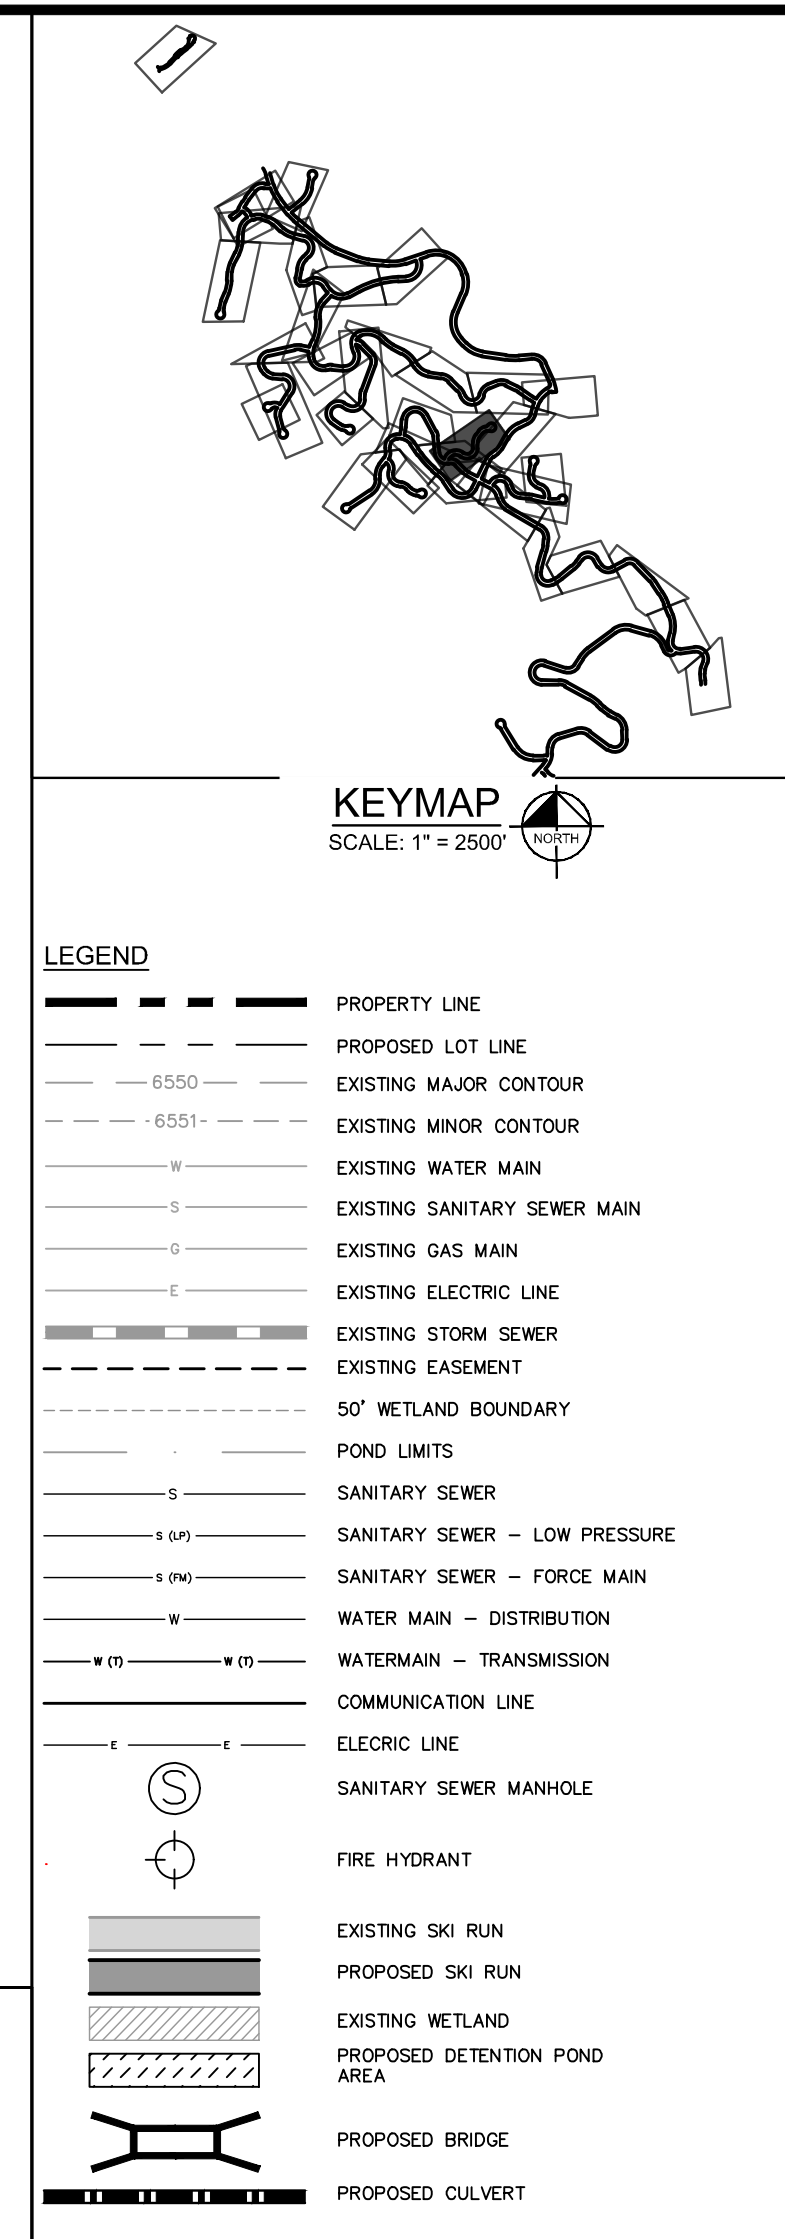 KEYMAP
SCALE: 1" = 2500'
NORTH
LEGEND
PROPERTY LINE
PROPOSED LOT LINE
6550 EXISTING MAJOR CONTOUR
6551 EXISTING MINOR CONTOUR
W EXISTING WATER MAIN
S EXISTING SANITARY SEWER MAIN
G EXISTING GAS MAIN
E EXISTING ELECTRIC LINE
EXISTING STORM SEWER
EXISTING EASEMENT
50' WETLAND BOUNDARY
POND LIMITS
S SANITARY SEWER
S (LP) SANITARY SEWER – LOW PRESSURE
S (FM) SANITARY SEWER – FORCE MAIN
W WATER MAIN – DISTRIBUTION
W (T) W (T) WATERMAIN – TRANSMISSION
COMMUNICATION LINE
E E ELECRIC LINE
S SANITARY SEWER MANHOLE
FIRE HYDRANT
EXISTING SKI RUN
PROPOSED SKI RUN
EXISTING WETLAND
PROPOSED DETENTION POND
AREA
PROPOSED BRIDGE
PROPOSED CULVERT